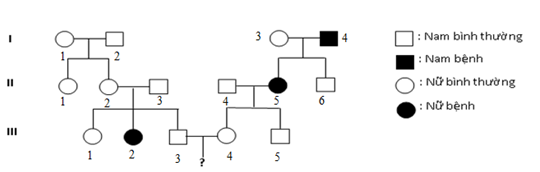 I
1
2
3
4
: Nam bình thường
: Nam bệnh
II
1
2
3
4
5
6
: Nữ bình thường
: Nữ bệnh
III
1
2
3
?
4
5